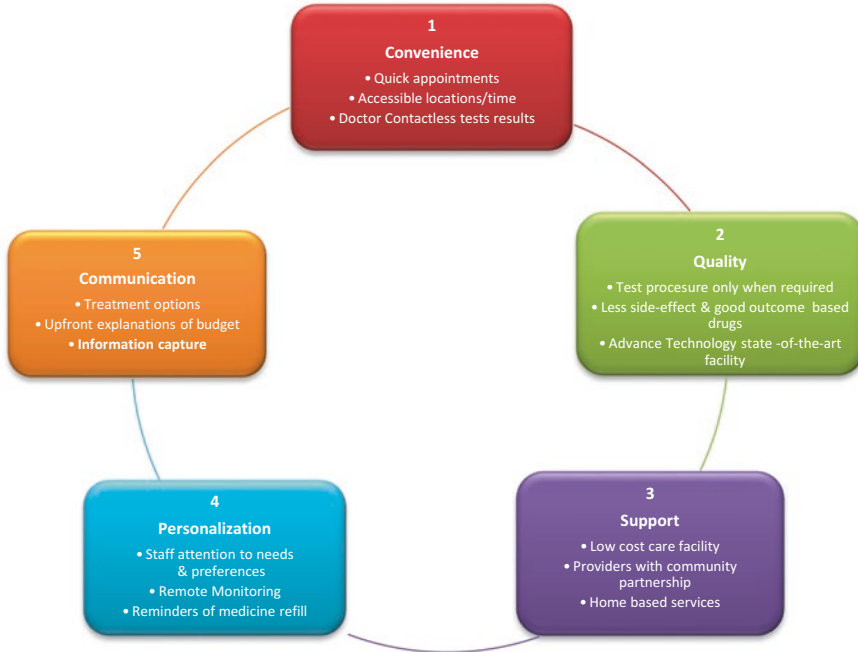 1
Convenience
• Quick appointments
• Accessible locations/time
• Doctor Contactless tests results
2
Quality
• Test procesure only when required
• Less side-effect & good outcome based
drugs
• Advance Technology state -of-the-art
facility
3
Support
• Low cost care facility
• Providers with community
partnership
• Home based services
4
Personalization
• Staff attention to needs
& preferences
• Remote Monitoring
• Reminders of medicine refill
5
Communication
• Treatment options
• Upfront explanations of budget
• Information capture